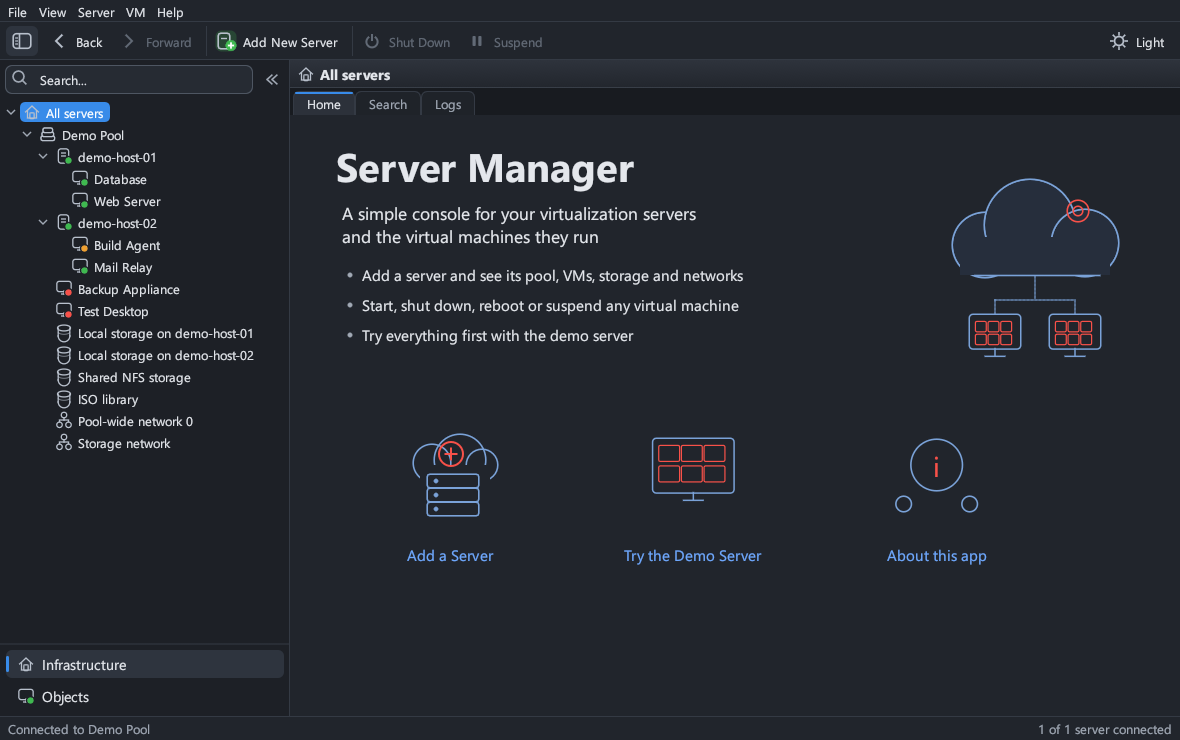 File View Server VM Help
Back Forward Add New Server Shut Down Suspend Light
Search...
All servers
Demo Pool
demo-host-01
Database
Web Server
demo-host-02
Build Agent
Mail Relay
Backup Appliance
Test Desktop
Local storage on demo-host-01
Local storage on demo-host-02
Shared NFS storage
ISO library
Pool-wide network 0
Storage network
Infrastructure
Objects
All servers
Home Search Logs
Server Manager
A simple console for your virtualization servers
and the virtual machines they run
• Add a server and see its pool, VMs, storage and networks
• Start, shut down, reboot or suspend any virtual machine
• Try everything first with the demo server
Add a Server Try the Demo Server About this app
Connected to Demo Pool 1 of 1 server connected